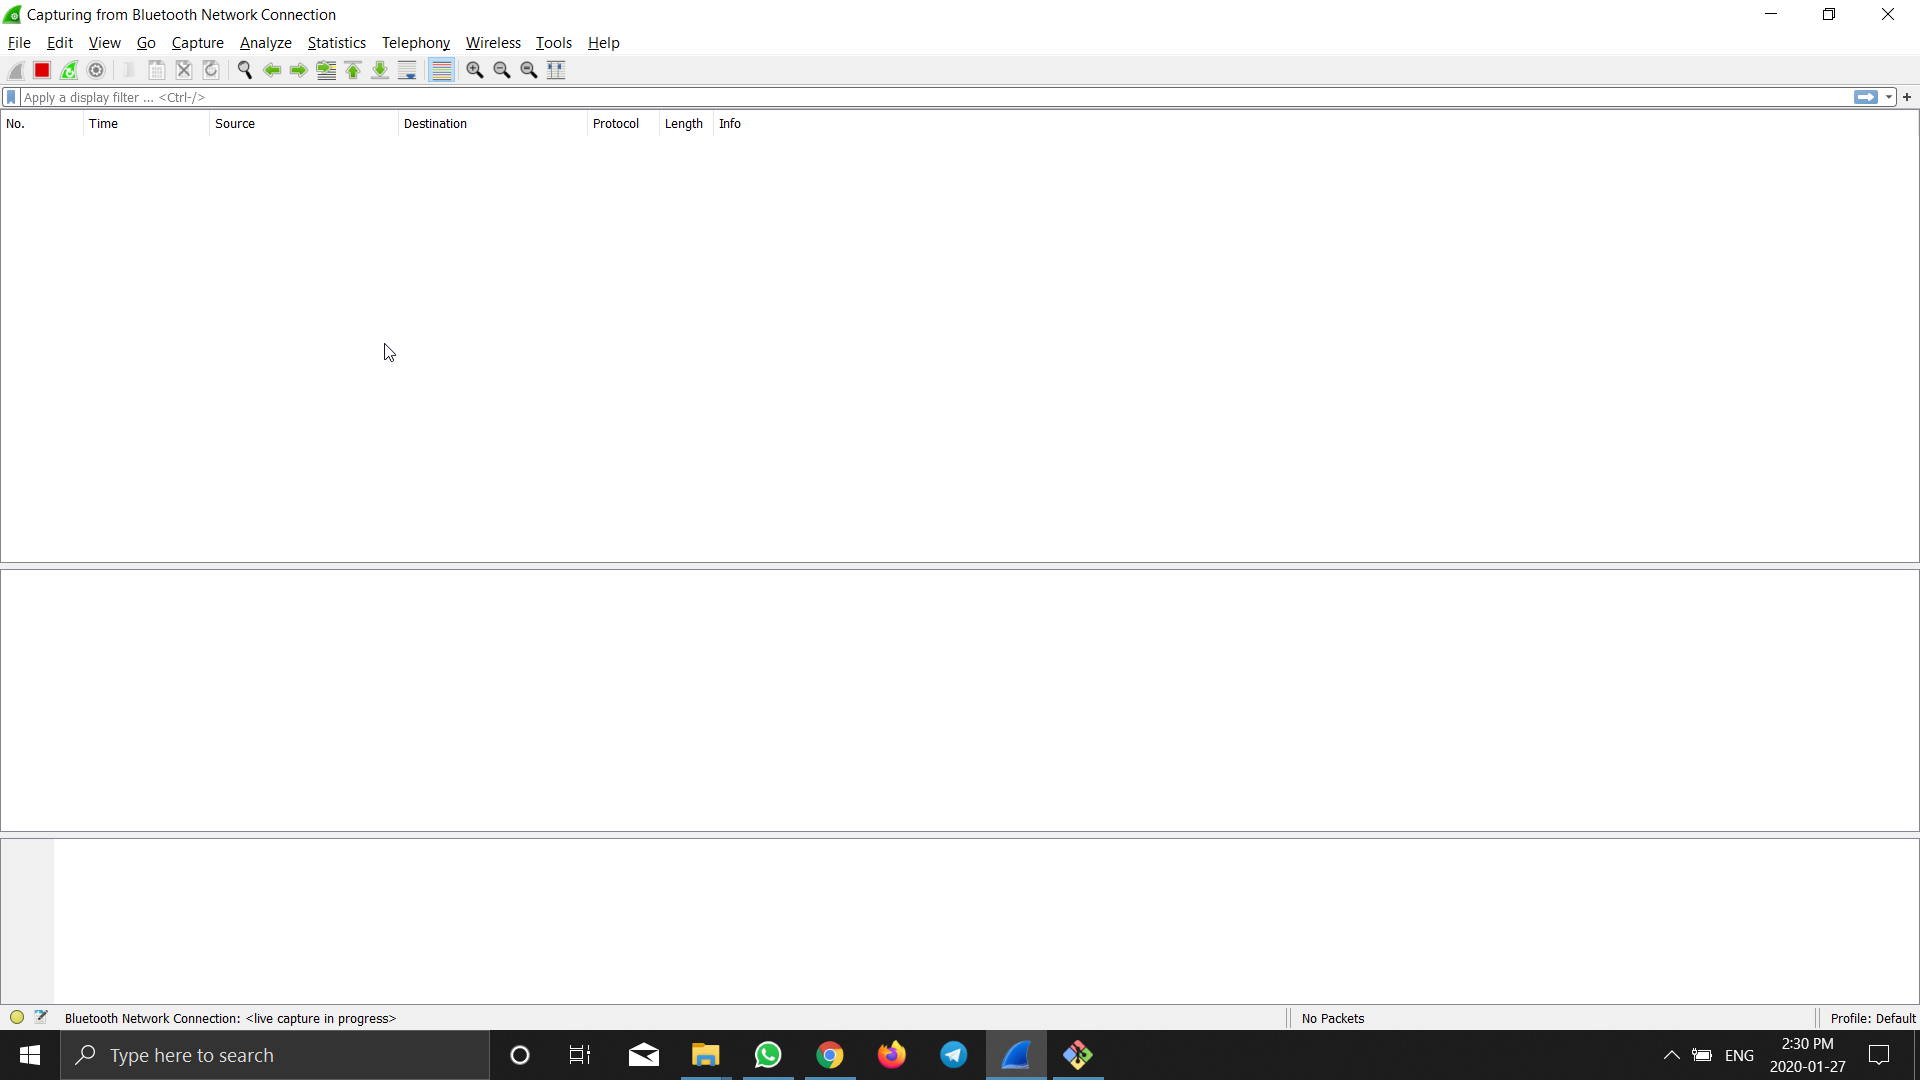 Capturing from Bluetooth Network Connection
File Edit View Go Capture Analyze Statistics Telephony Wireless Tools Help
Apply a display filter ... <Ctrl-/>
No. Time Source Destination Protocol Length Info
Bluetooth Network Connection: <live capture in progress> No Packets Profile: Default
Type here to search
ENG
2:30 PM
2020-01-27